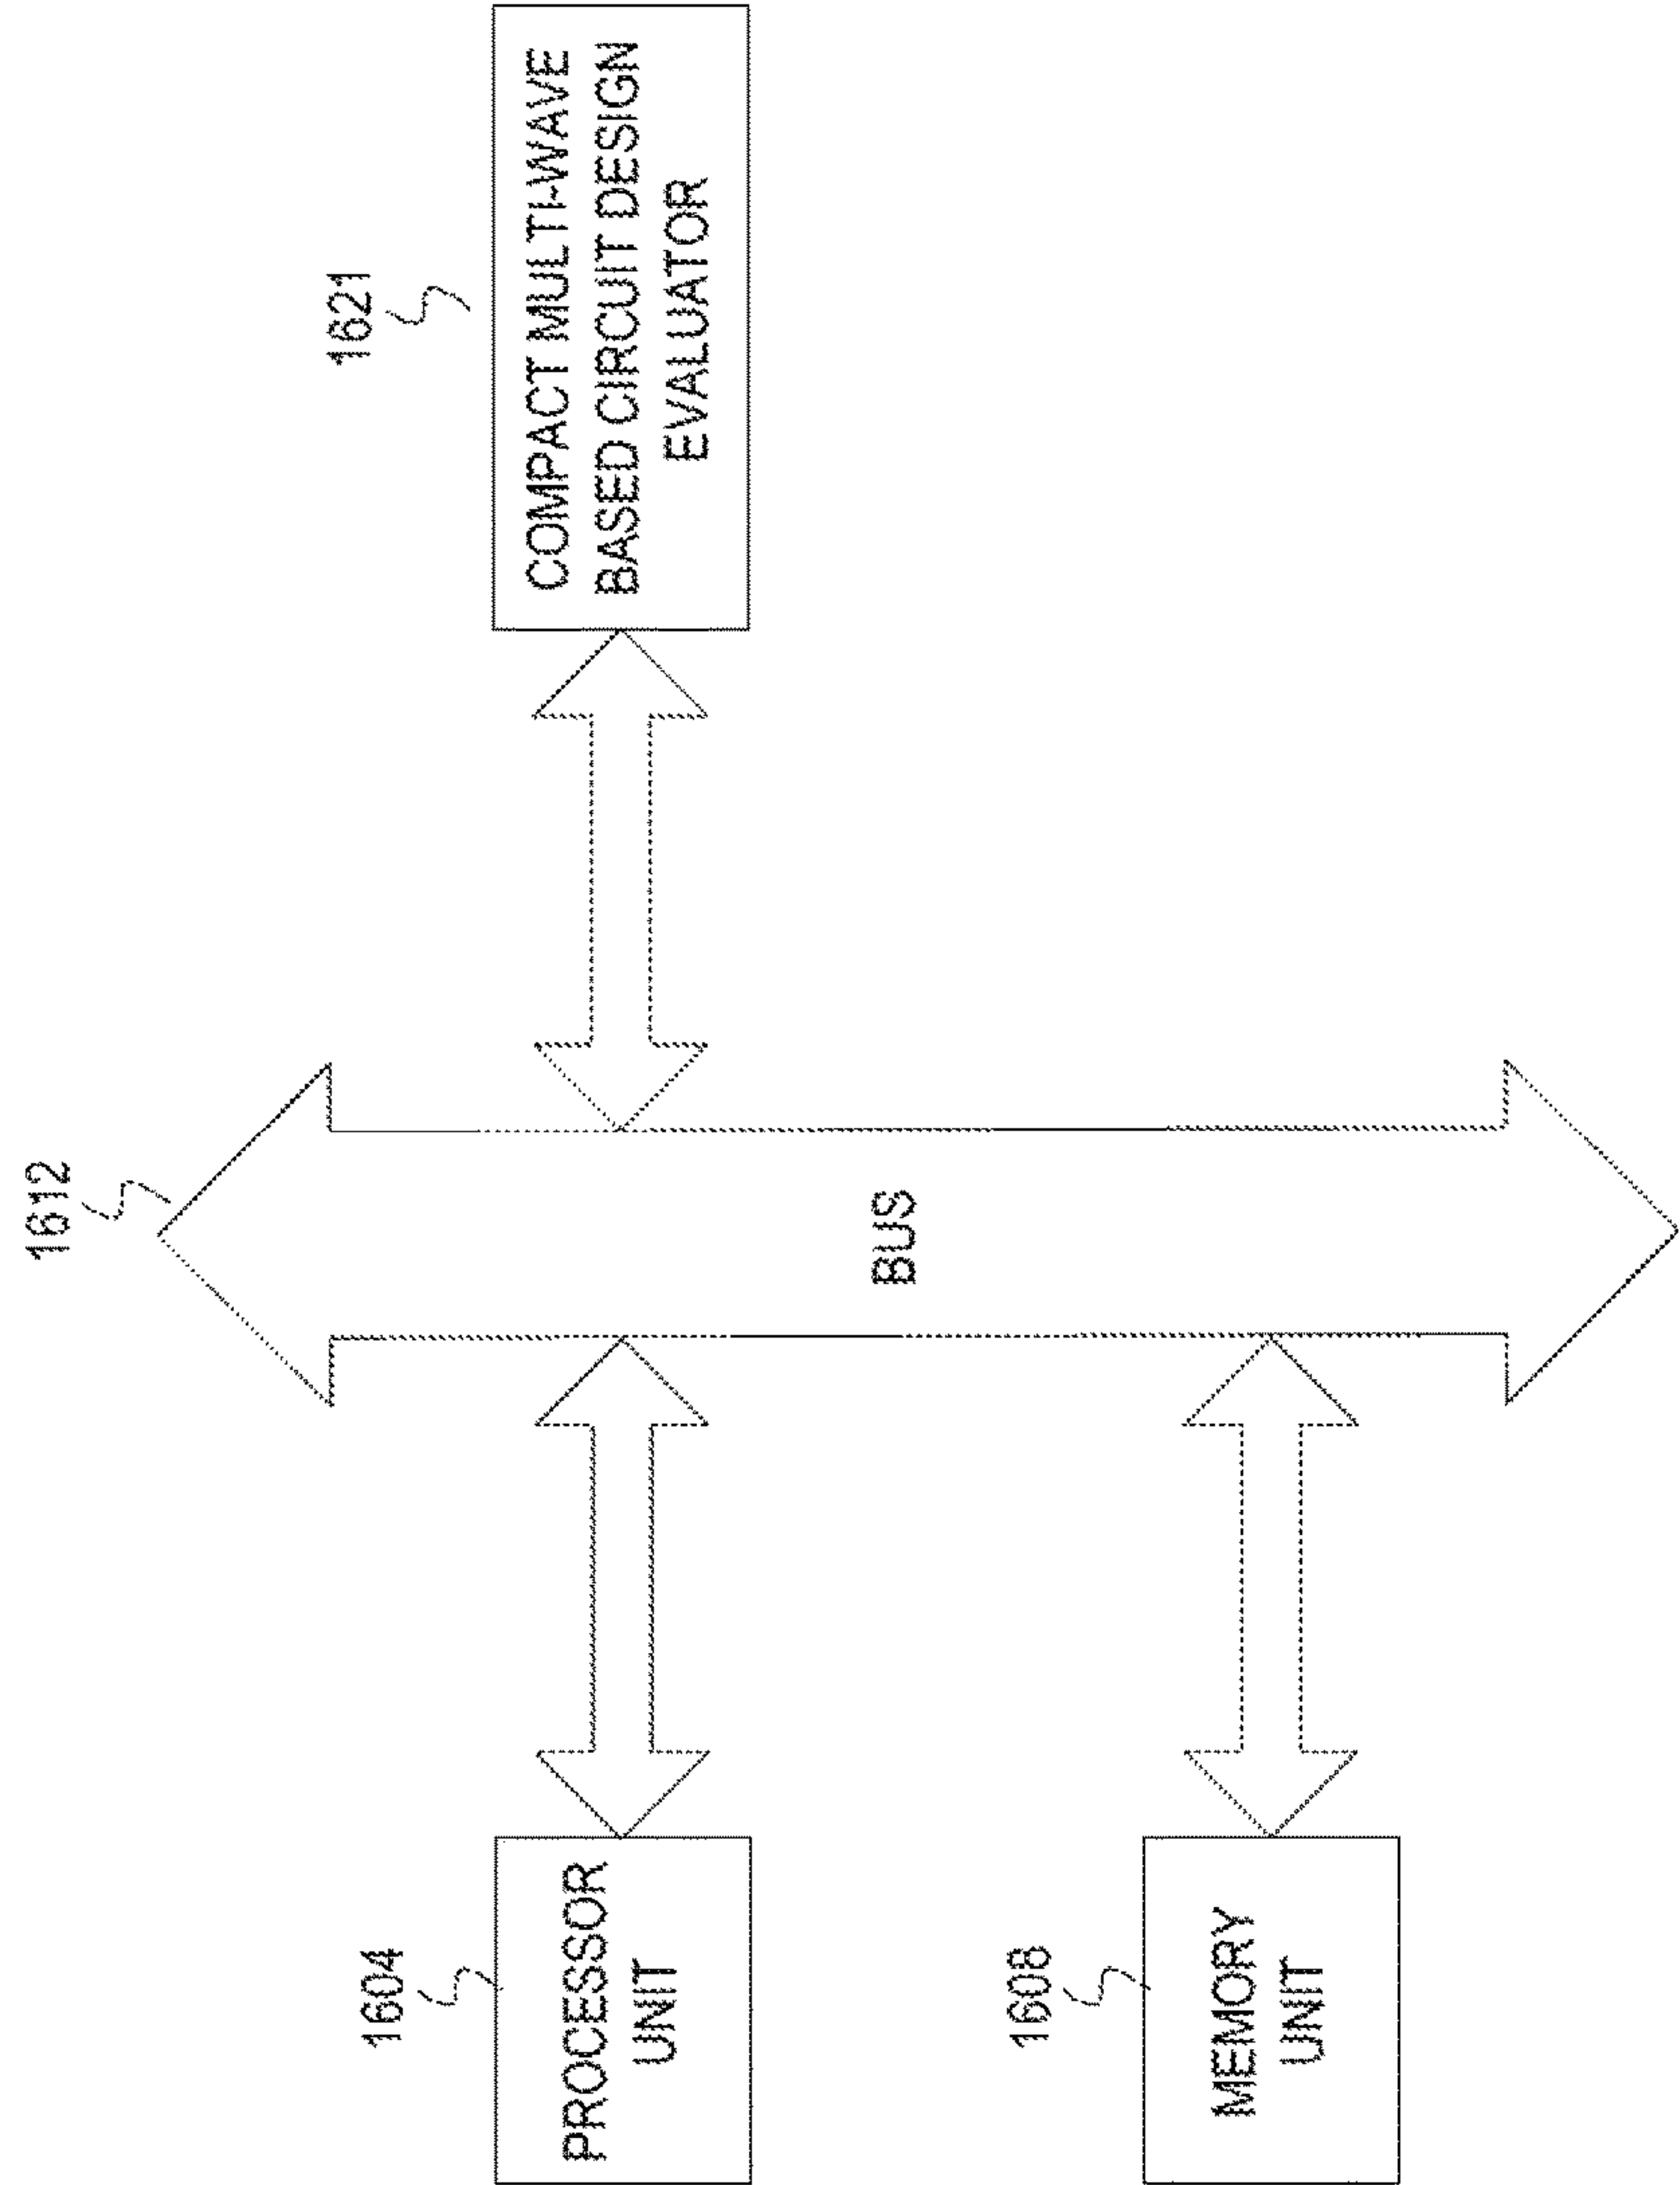 1612
1621
COMPACT MULTI-WAVE
BASED CIRCUIT DESIGN
EVALUATOR
BUS
1604
PROCESSOR
UNIT
1608
MEMORY
UNIT